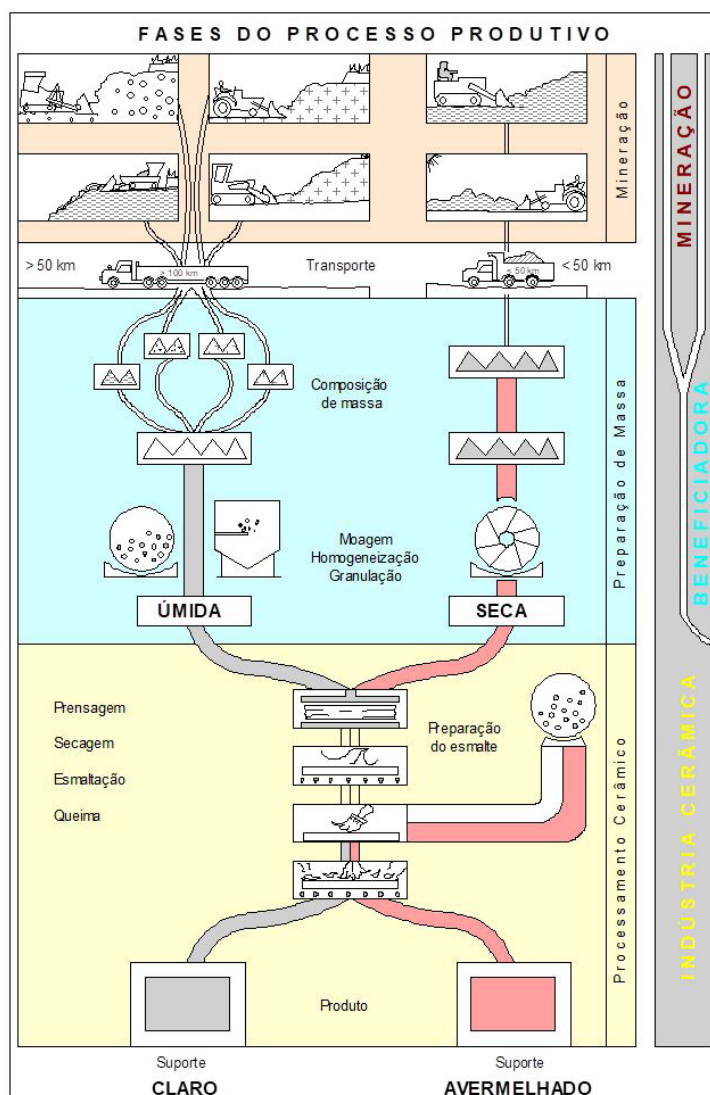 FASES DO PROCESSO PRODUTIVO
Mineração
> 50 km
> 100 km
Transporte
< 50 km
< 50 km
Composição
de massa
Preparação de Massa
Moagem
Homogeneização
Granulação
ÚMIDA
SECA
Prensagem
Secagem
Esmaltação
Queima
Preparação
do esmalte
Processamento Cerâmico
Produto
Suporte
CLARO
Suporte
AVERMELHADO
MINERAÇÃO
BENEFICIADORA
INDÚSTRIA CERÂMICA